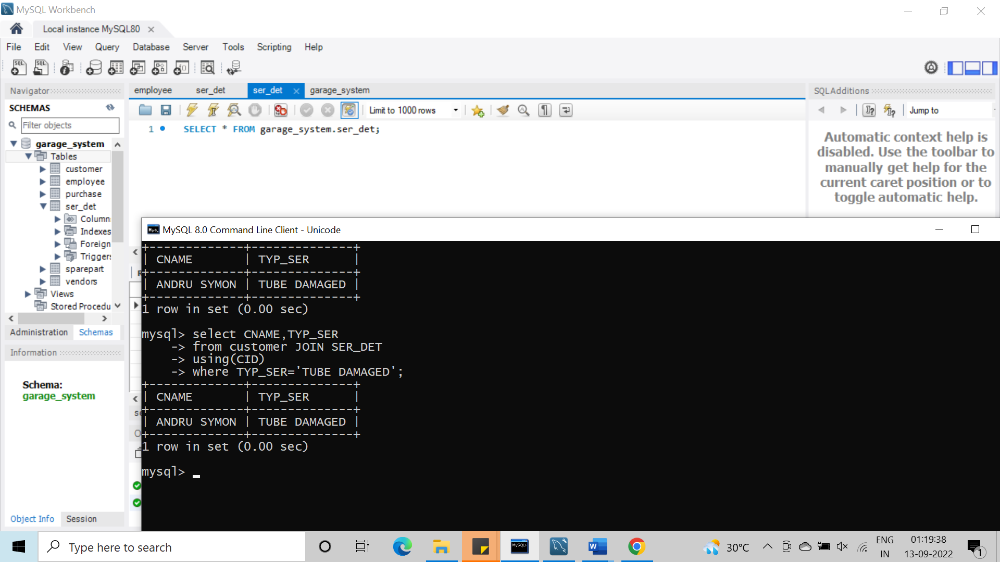 MySQL Workbench
Local instance MySQL80
File Edit View Query Database Server Tools Scripting Help
Navigator
SCHEMAS
Filter objects
garage_system
Tables
customer
employee
purchase
ser_det
Column
Indexes
Foreign
Triggers
sparepart
vendors
Views
Stored Procedu
Administration Schemas
Information
Schema:
garage_system
Object Info Session
employee ser_det ser_det garage_system
Limit to 1000 rows
1 SELECT * FROM garage_system.ser_det;
SQLAdditions
Jump to
Automatic context help is
disabled. Use the toolbar to
manually get help for the
current caret position or to
toggle automatic help.
MySQL 8.0 Command Line Client - Unicode
+-------------+--------------+
| CNAME | TYP_SER |
+-------------+--------------+
| ANDRU SYMON | TUBE DAMAGED |
+-------------+--------------+
1 row in set (0.00 sec)
mysql> select CNAME,TYP_SER
-> from customer JOIN SER_DET
-> using(CID)
-> where TYP_SER='TUBE DAMAGED';
+-------------+--------------+
| CNAME | TYP_SER |
+-------------+--------------+
| ANDRU SYMON | TUBE DAMAGED |
+-------------+--------------+
1 row in set (0.00 sec)
mysql> _
Type here to search
30°C
ENG
IN
01:19:38
13-09-2022
1